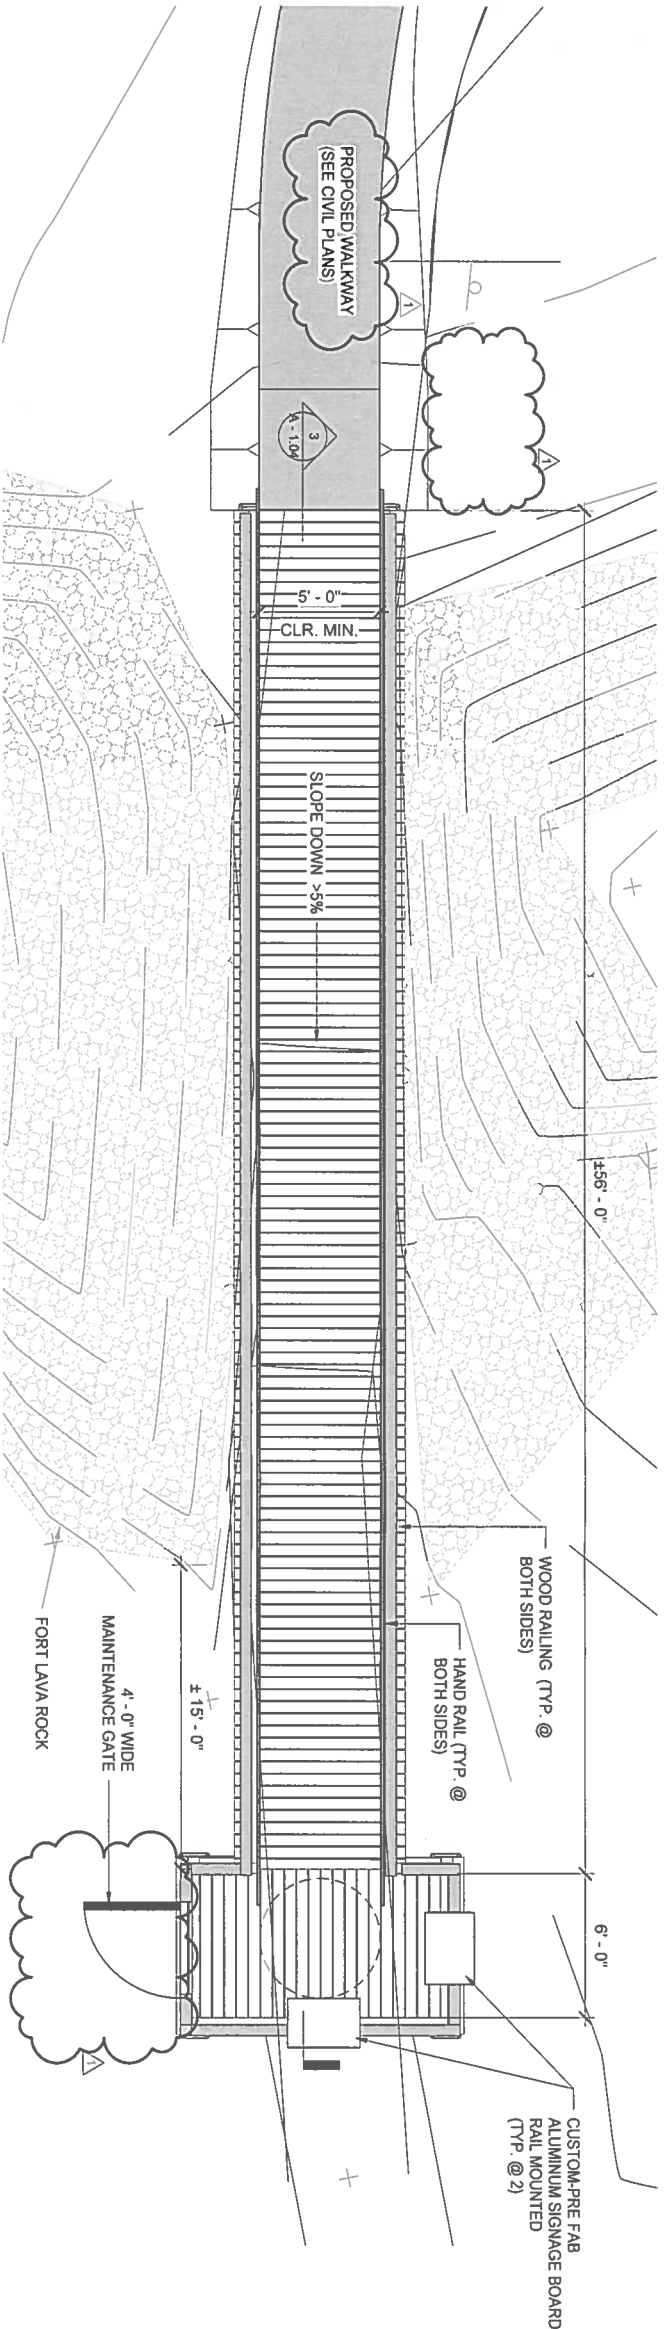 PROPOSED WALKWAY
(SEE CIVIL PLANS)
1
1
3
A - 1.04
5' - 0"
CLR. MIN.
SLOPE DOWN >5%
±56' - 0"
WOOD RAILING (TYP. @
BOTH SIDES)
HAND RAIL (TYP. @
BOTH SIDES)
FORT LAVA ROCK
4' - 0" WIDE
MAINTENANCE GATE
± 15' - 0"
6' - 0"
1
CUSTOM-PRE FAB
ALUMINUM SIGNAGE BOARD
RAIL MOUNTED
(TYP. @ 2)